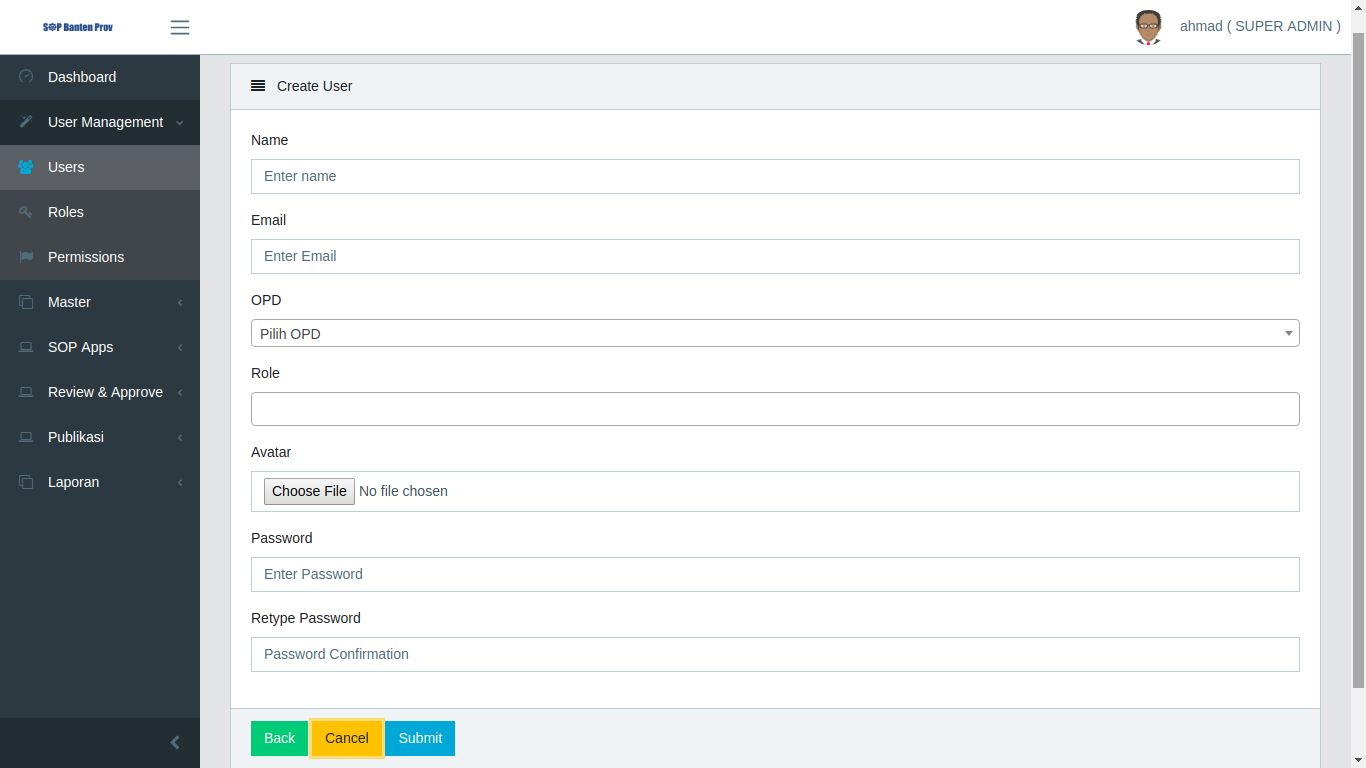 SOP Banten Prov
ahmad ( SUPER ADMIN )
Dashboard
User Management
Users
Roles
Permissions
Master
SOP Apps
Review & Approve
Publikasi
Laporan
Create User
Name
Enter name
Email
Enter Email
OPD
Pilih OPD
Role
Avatar
Choose File No file chosen
Password
Enter Password
Retype Password
Password Confirmation
Back Cancel Submit